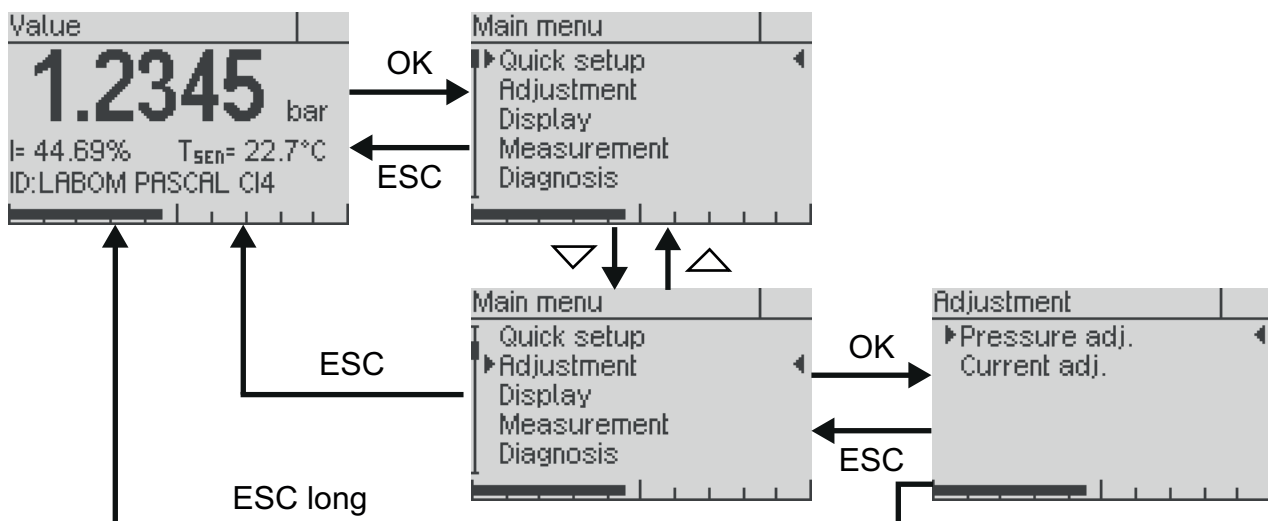 Value
1.2345 bar
I= 44.69% TSEN= 22.7°C
ID:LABOM PASCAL CI4
OK
ESC
Main menu
Quick setup
Adjustment
Display
Measurement
Diagnosis
Main menu
Quick setup
Adjustment
Display
Measurement
Diagnosis
ESC
OK
ESC
Adjustment
Pressure adj.
Current adj.
ESC long